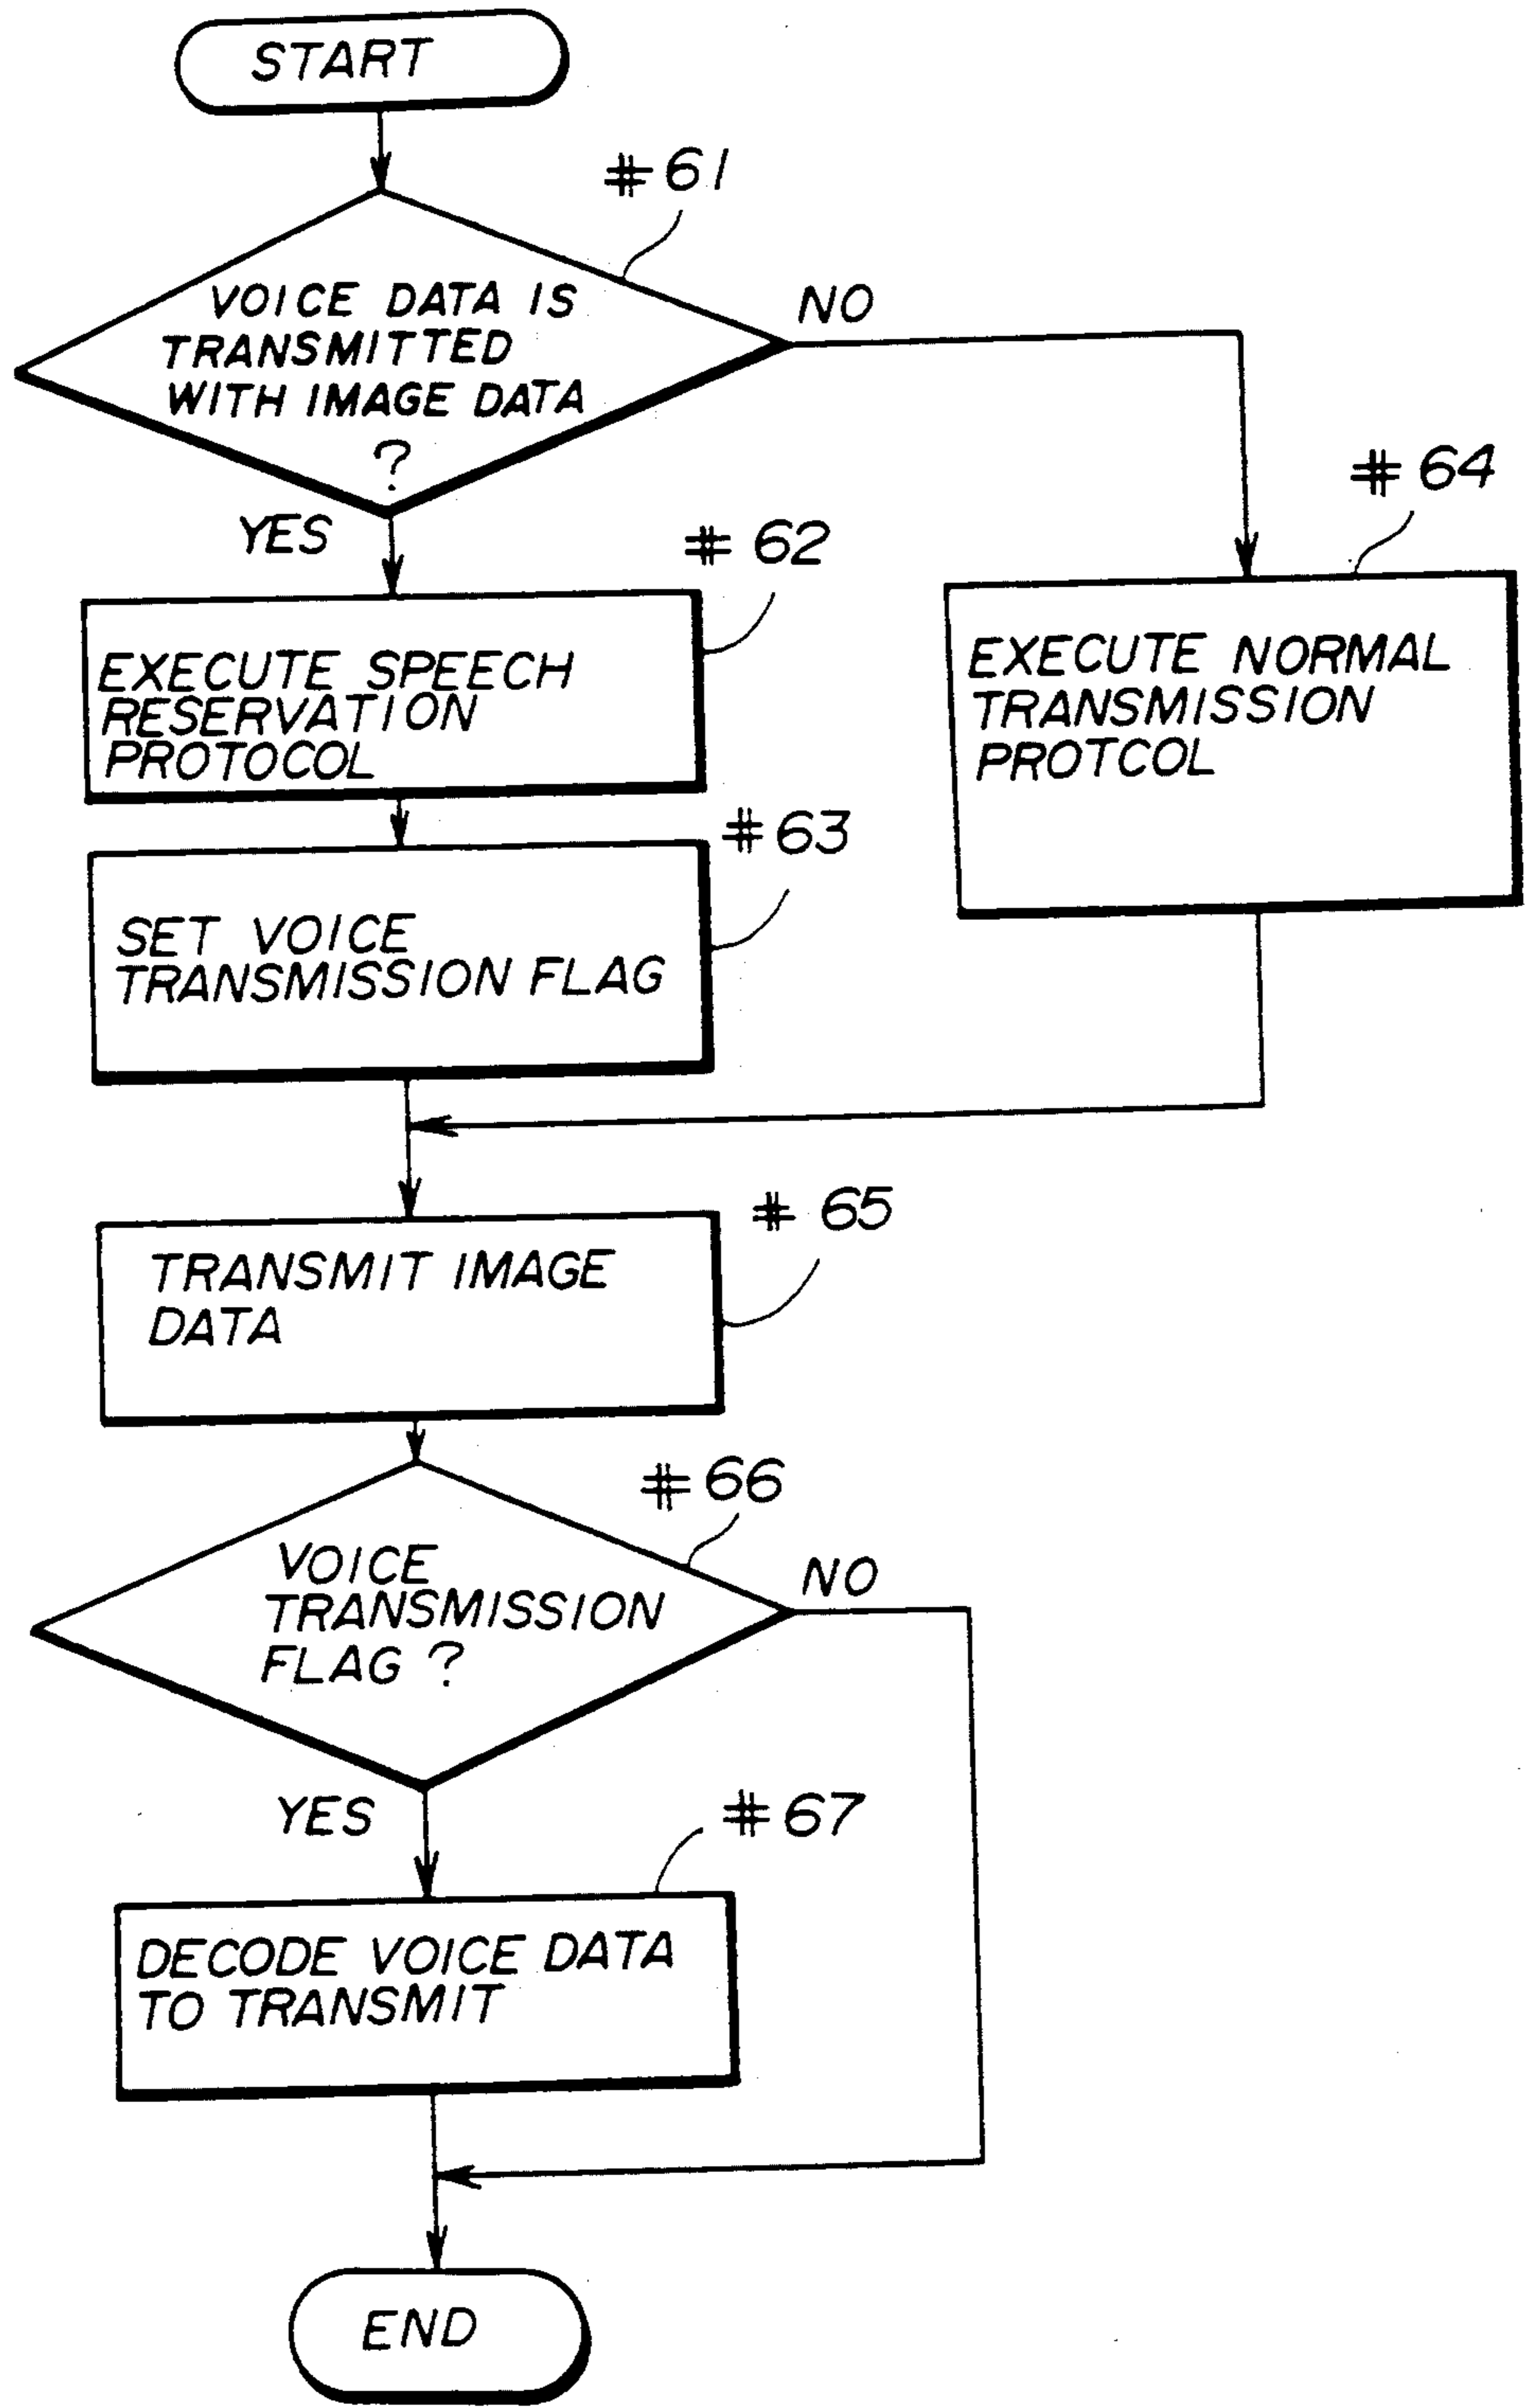 START
#61
VOICE DATA IS
TRANSMITTED
WITH IMAGE DATA
?
NO
YES
#62
#64
EXECUTE SPEECH
RESERVATION
PROTOCOL
EXECUTE NORMAL
TRANSMISSION
PROTCOL
#63
SET VOICE
TRANSMISSION FLAG
#65
TRANSMIT IMAGE
DATA
#66
VOICE
TRANSMISSION
FLAG ?
NO
YES
#67
DECODE VOICE DATA
TO TRANSMIT
END